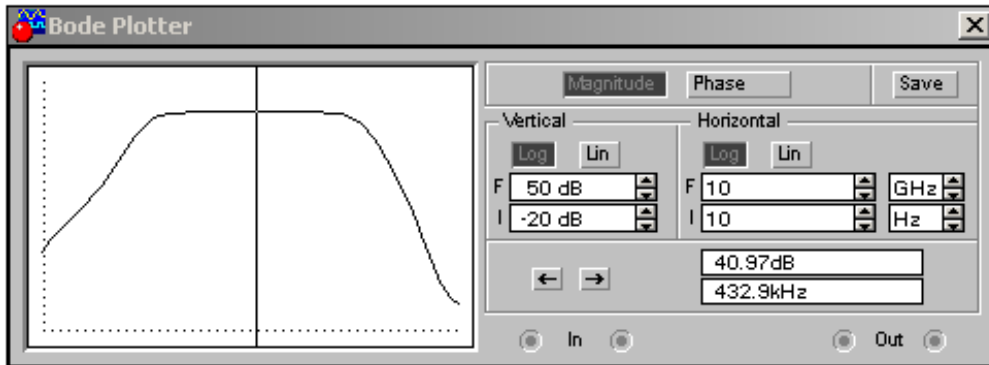 Bode Plotter
Magnitude Phase Save
Vertical Horizontal
Log Lin Log Lin
F 50 dB F 10 GHz
I -20 dB I 10 Hz
40.97dB
432.9kHz
In Out